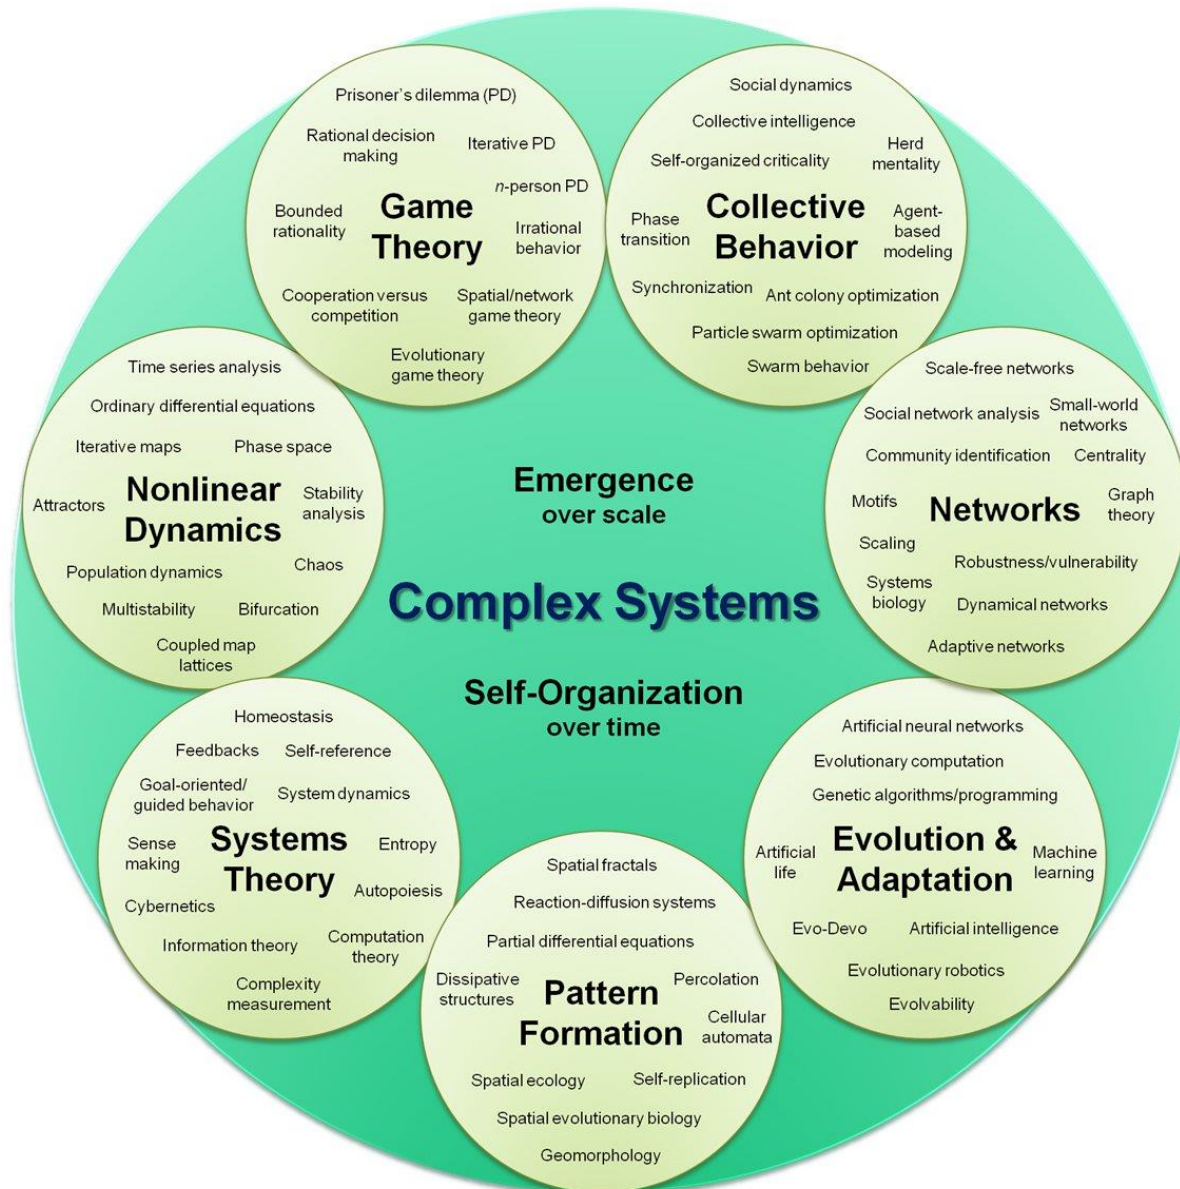 Prisoner's dilemma (PD)
Rational decision
making
Iterative PD
n-person PD
Bounded
rationality
Game
Theory
Irrational
behavior
Cooperation versus
competition
Spatial/network
game theory
Evolutionary
game theory
Social dynamics
Collective intelligence
Herd
mentality
Self-organized criticality
Phase
transition
Collective
Behavior
Agent-
based
modeling
Synchronization
Ant colony optimization
Particle swarm optimization
Swarm behavior
Time series analysis
Ordinary differential equations
Iterative maps
Phase space
Attractors
Nonlinear
Dynamics
Stability
analysis
Population dynamics
Chaos
Multistability
Bifurcation
Coupled map
lattices
Emergence
over scale
Complex Systems
Self-Organization
over time
Scale-free networks
Social network analysis
Small-world
networks
Community identification
Centrality
Motifs
Networks
Graph
theory
Scaling
Robustness/vulnerability
Systems
biology
Dynamical networks
Adaptive networks
Homeostasis
Feedbacks
Self-reference
Goal-oriented/
guided behavior
System dynamics
Sense
making
Systems
Theory
Entropy
Autopoiesis
Cybernetics
Information theory
Computation
theory
Complexity
measurement
Spatial fractals
Reaction-diffusion systems
Partial differential equations
Dissipative
structures
Pattern
Formation
Percolation
Cellular
automata
Spatial ecology
Self-replication
Spatial evolutionary biology
Geomorphology
Artificial neural networks
Evolutionary computation
Genetic algorithms/programming
Artificial
life
Evolution &
Adaptation
Machine
learning
Evo-Devo
Artificial intelligence
Evolutionary robotics
Evolvability